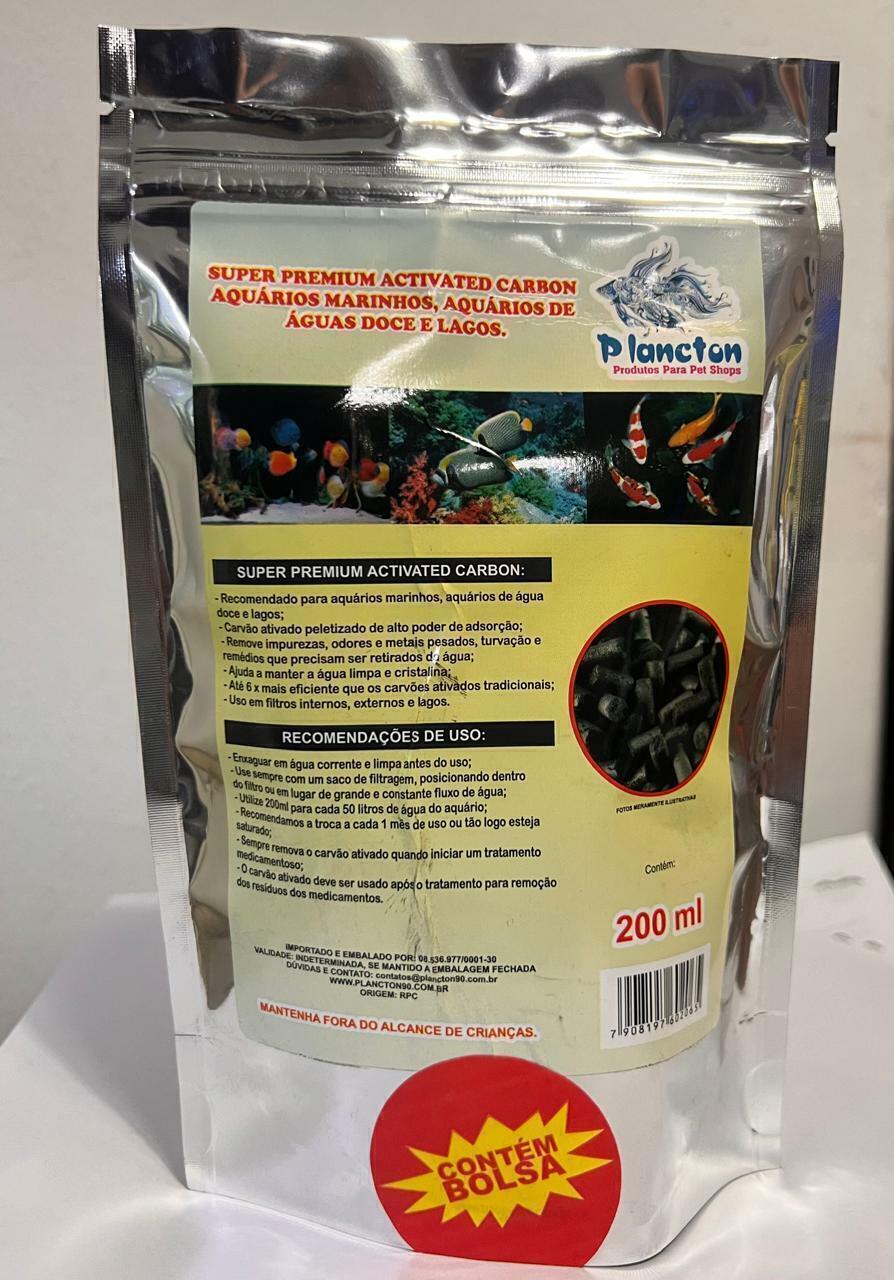 SUPER PREMIUM ACTIVATED CARBON
AQUÁRIOS MARINHOS, AQUÁRIOS DE
ÁGUAS DOCE E LAGOS.
Plancton
Produtos Para Pet Shops
SUPER PREMIUM ACTIVATED CARBON:
- Recomendado para aquários marinhos, aquários de água
doce e lagos;
- Carvão ativado peletizado de alto poder de adsorção;
- Remove impurezas, odores e metais pesados, turvação e
remédios que precisam ser retirados da água;
- Ajuda a manter a água limpa e cristalina;
- Até 6 x mais eficiente que os carvões ativados tradicionais;
- Uso em filtros internos, externos e lagos.
RECOMENDAÇÕES DE USO:
- Enxaguar em água corrente e limpa antes do uso;
- Use sempre com um saco de filtragem, posicionando dentro
do filtro ou em lugar de grande e constante fluxo de água;
- Utilize 200ml para cada 50 litros de água do aquário;
- Recomendamos a troca a cada 1 mês de uso ou tão logo esteja
saturado;
- Sempre remova o carvão ativado quando iniciar um tratamento
medicamentoso;
- O carvão ativado deve ser usado após o tratamento para remoção
dos resíduos dos medicamentos.
FOTOS MERAMENTE ILUSTRATIVAS
Contém:
200 ml
IMPORTADO E EMBALADO POR: 08.536.977/0001-30
VALIDADE: INDETERMINADA, SE MANTIDO A EMBALAGEM FECHADA
DÚVIDAS E CONTATO: contatos@plancton90.com.br
WWW.PLANCTON90.COM.BR
ORIGEM: RPC
MANTENHA FORA DO ALCANCE DE CRIANÇAS.
7 908197 602065
CONTÉM
BOLSA